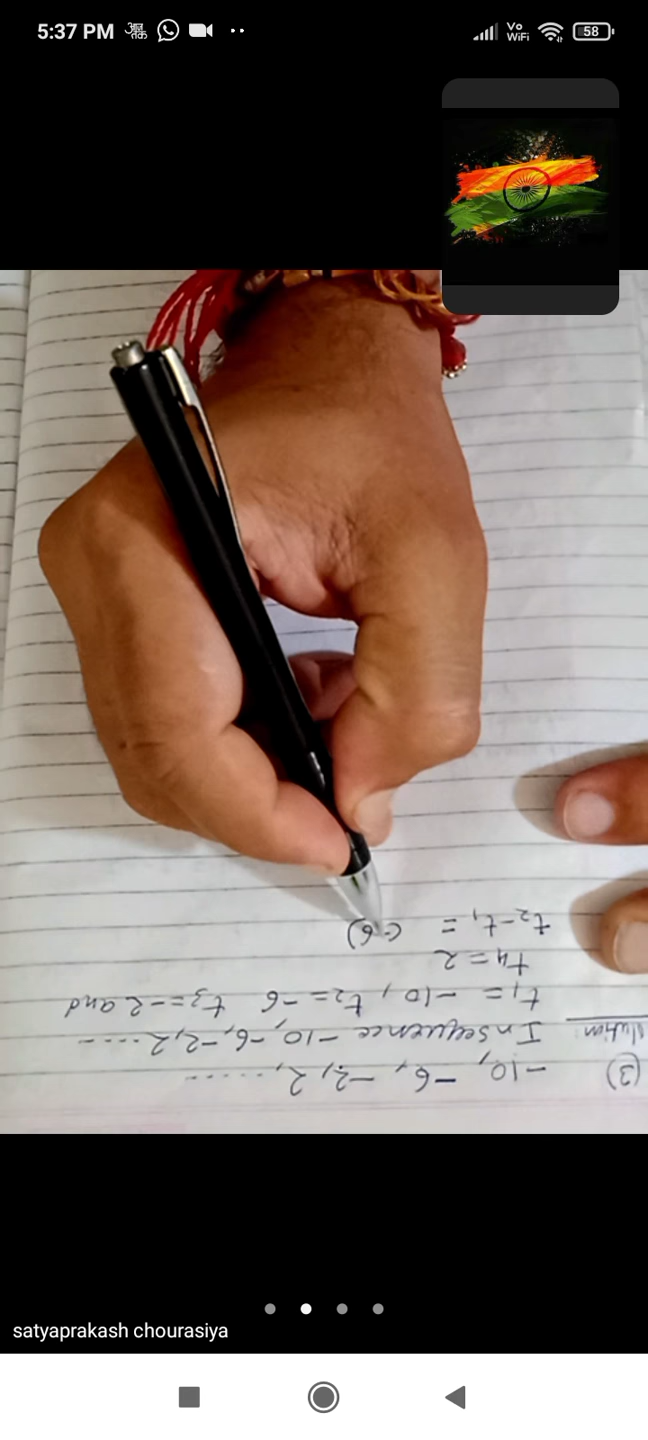 5:37 PM
Vo
WiFi
58
(3) -10, -6, -2, 2, .....
lution: In sequence -10, -6, -2, 2 ....
t₁ = -10, t₂ = -6 t₃ = -2 and
t₄ = 2
t₂-t₁ = (-6)
satyaprakash chourasiya